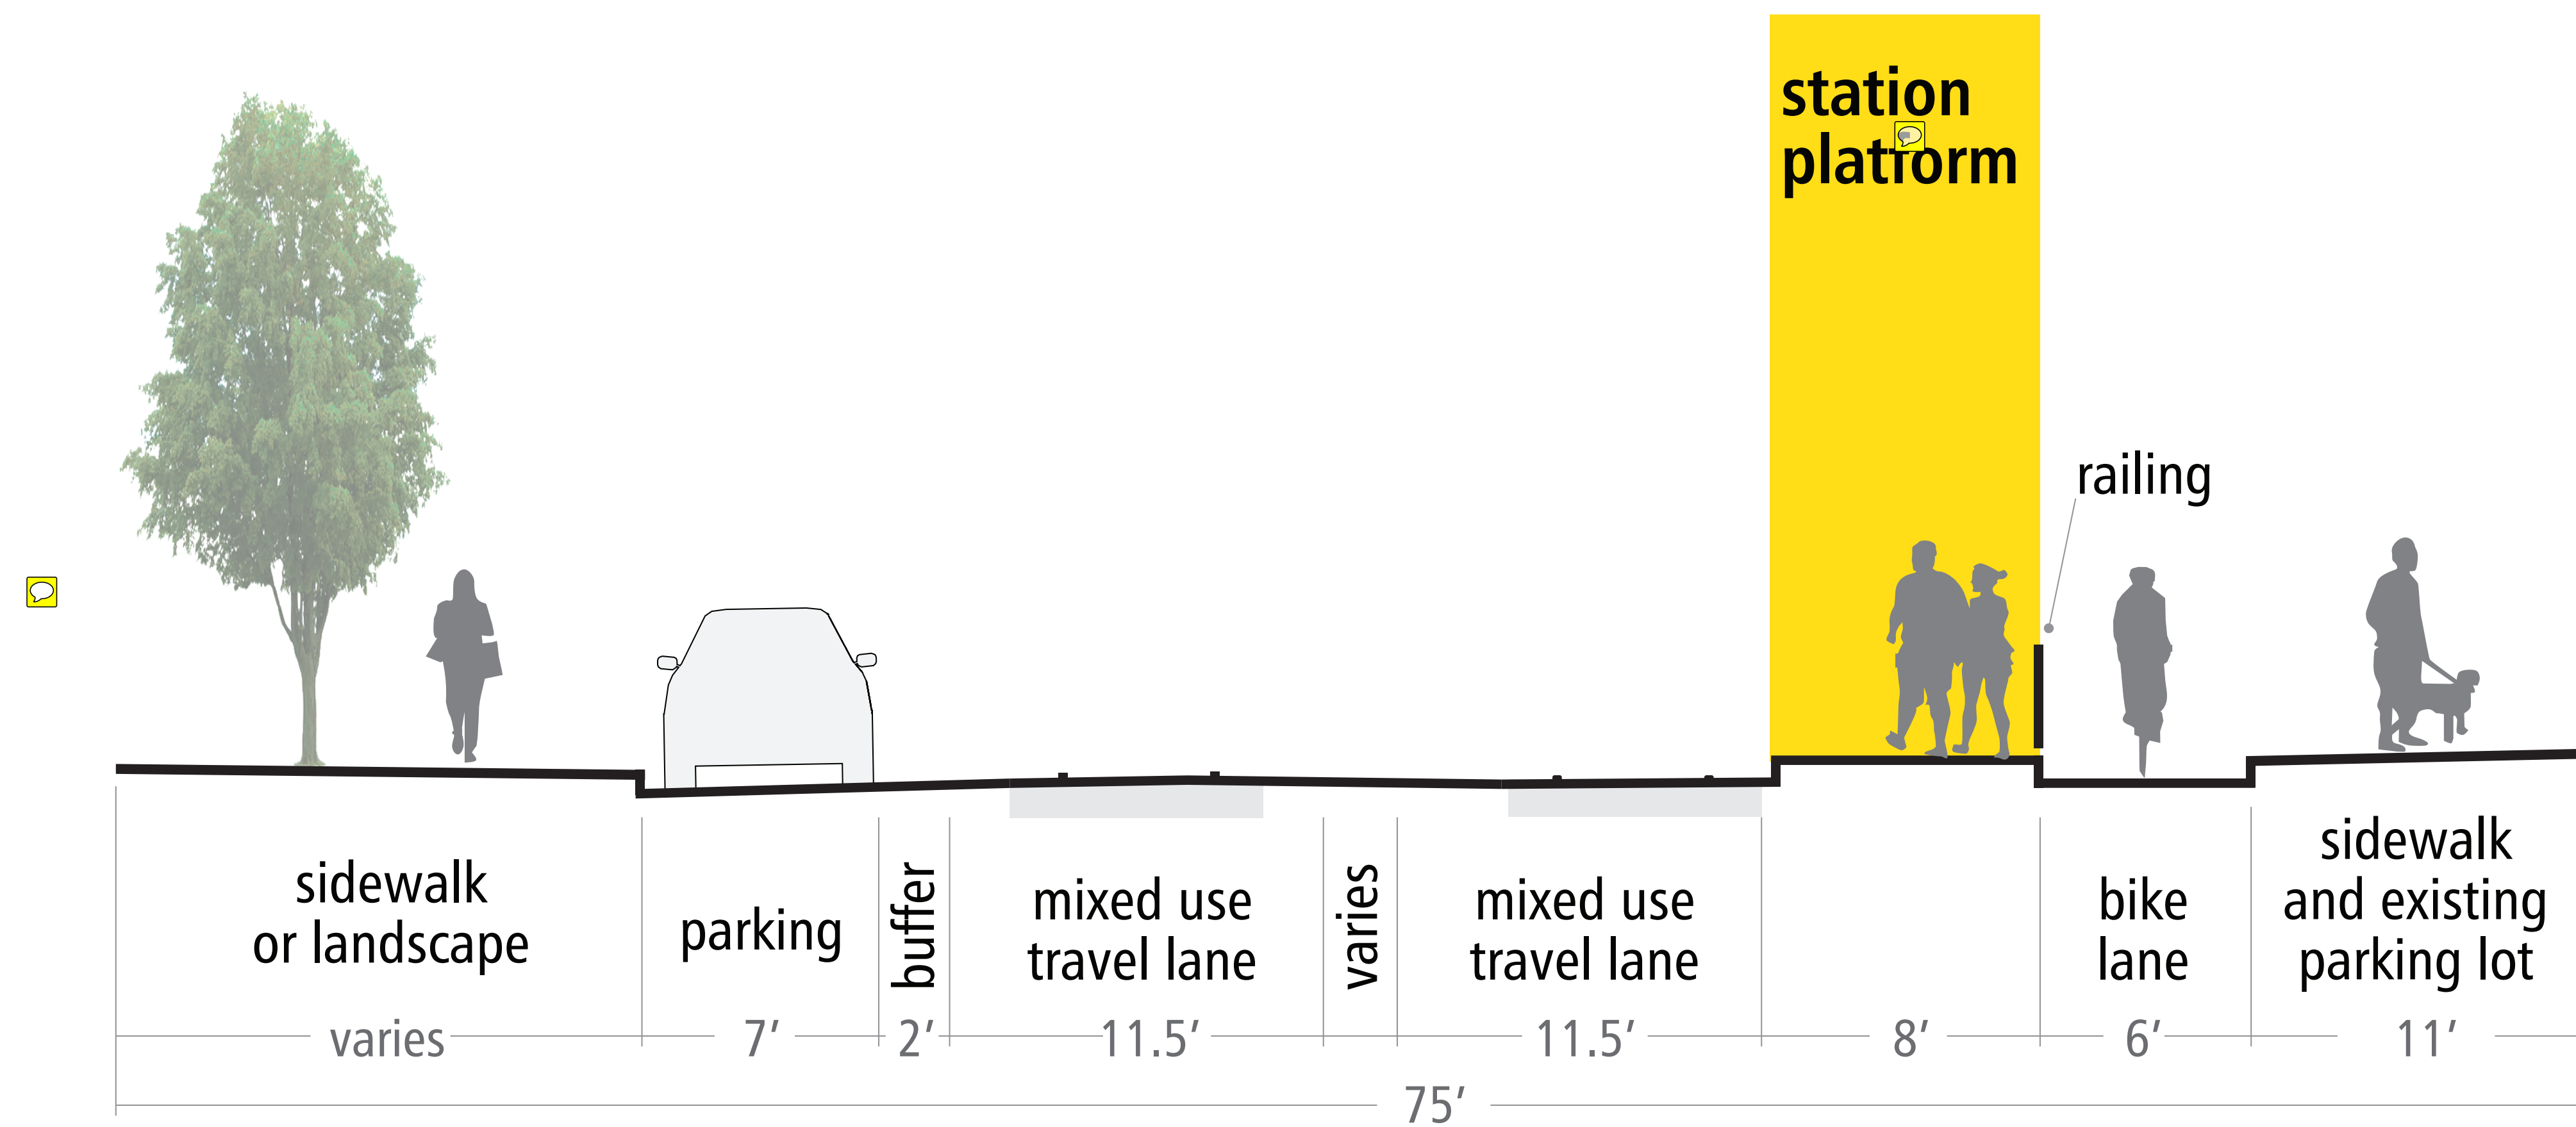 station
platform
railing
sidewalk
or landscape
parking
buffer
mixed use
travel lane
varies
mixed use
travel lane
bike
lane
sidewalk
and existing
parking lot
varies
7’
2’
11.5’
11.5’
8’
6’
11’
75’